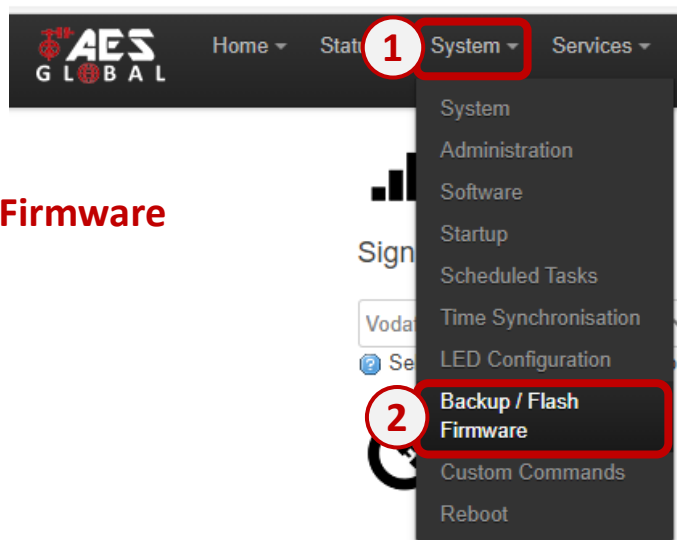 AES
GLOBAL
Home Statu 1 System Services
System
Administration
Software
Firmware
Startup
Sign
Scheduled Tasks
Vodaf Time Synchronisation
Se LED Configuration
2 Backup / Flash
Firmware
Custom Commands
Reboot